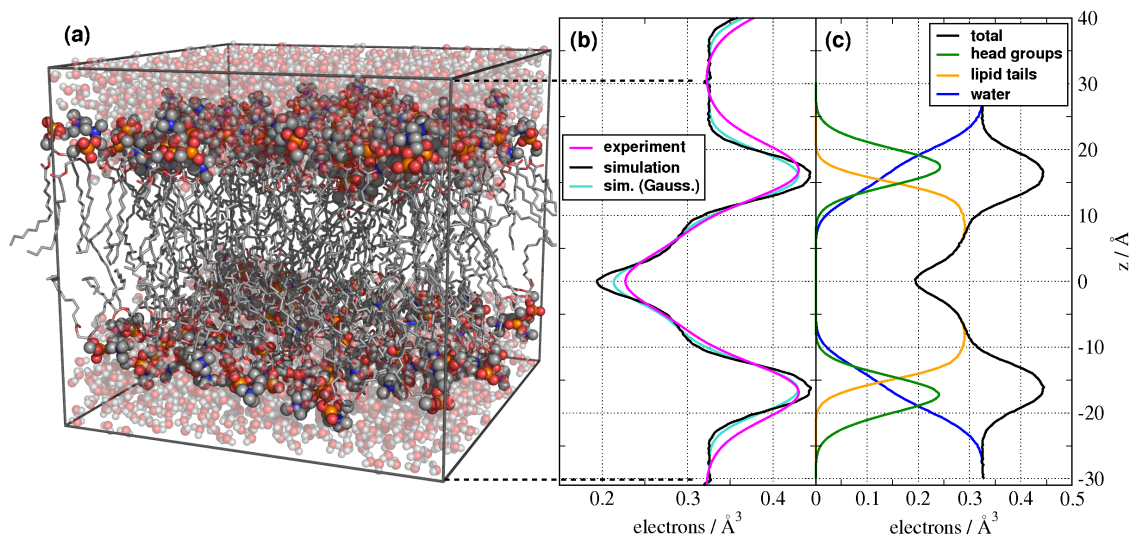 (a)
(b)
experiment
simulation
sim. (Gauss.)
0.2
0.3
0.4
electrons / Å³
(c)
total
head groups
lipid tails
water
0
0.1
0.2
0.3
0.4
0.5
electrons / Å³
40
30
20
10
0
-10
-20
-30
z / Å